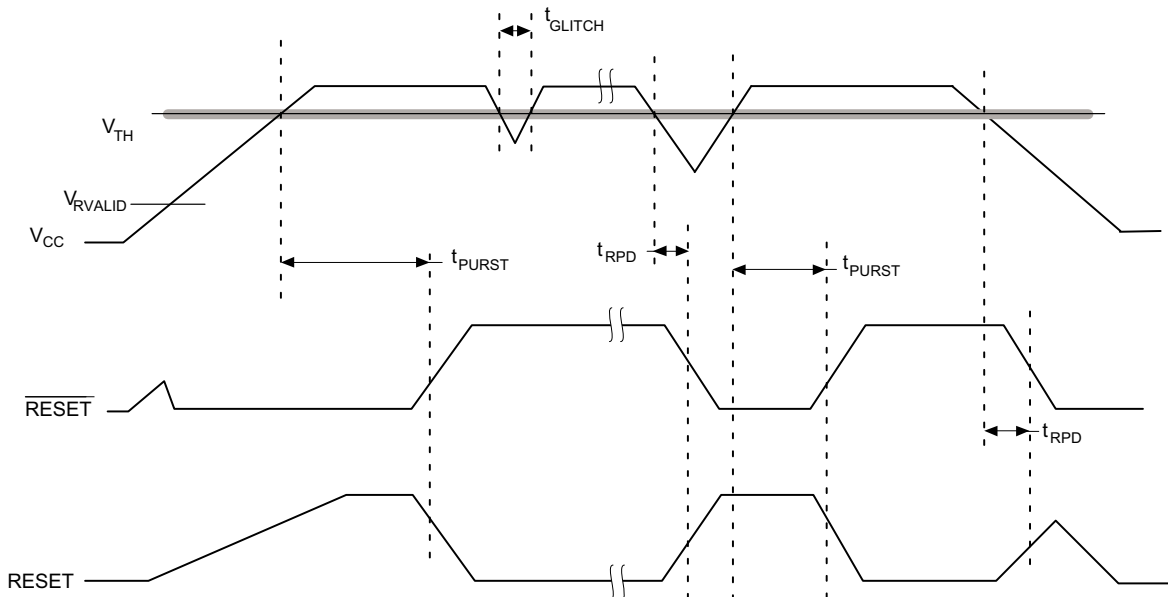 tGLITCH
VTH
VRVALID
VCC
tPURST
tRPD
tPURST
RESET
tRPD
RESET